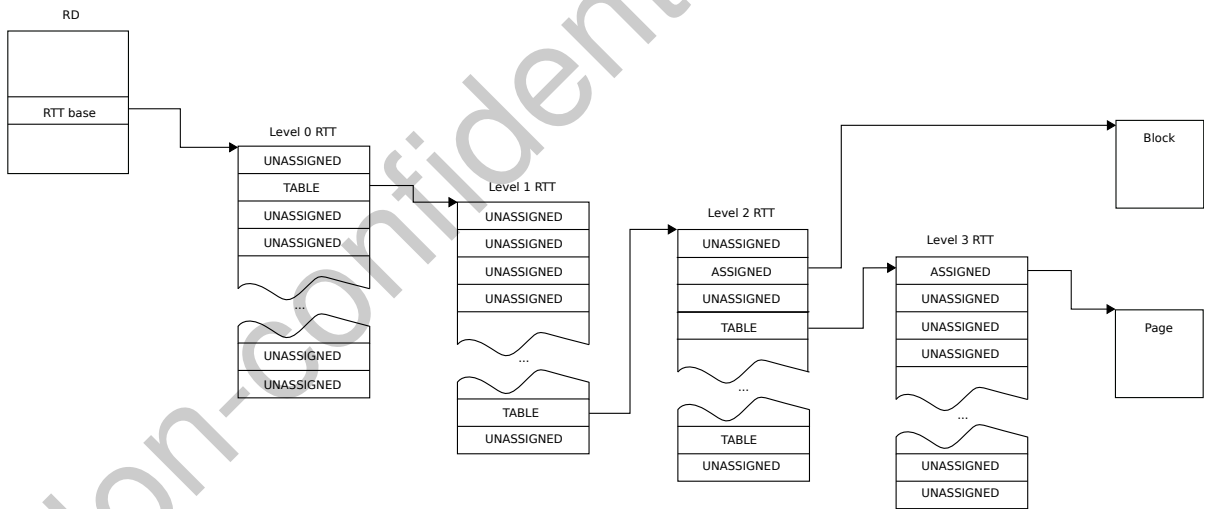 RD
RTT base
Level 0 RTT
UNASSIGNED
TABLE
UNASSIGNED
UNASSIGNED
...
UNASSIGNED
UNASSIGNED
Level 1 RTT
UNASSIGNED
UNASSIGNED
UNASSIGNED
UNASSIGNED
...
TABLE
UNASSIGNED
Level 2 RTT
UNASSIGNED
ASSIGNED
UNASSIGNED
TABLE
...
TABLE
UNASSIGNED
Level 3 RTT
ASSIGNED
UNASSIGNED
UNASSIGNED
UNASSIGNED
...
UNASSIGNED
UNASSIGNED
Block
Page
on-confident